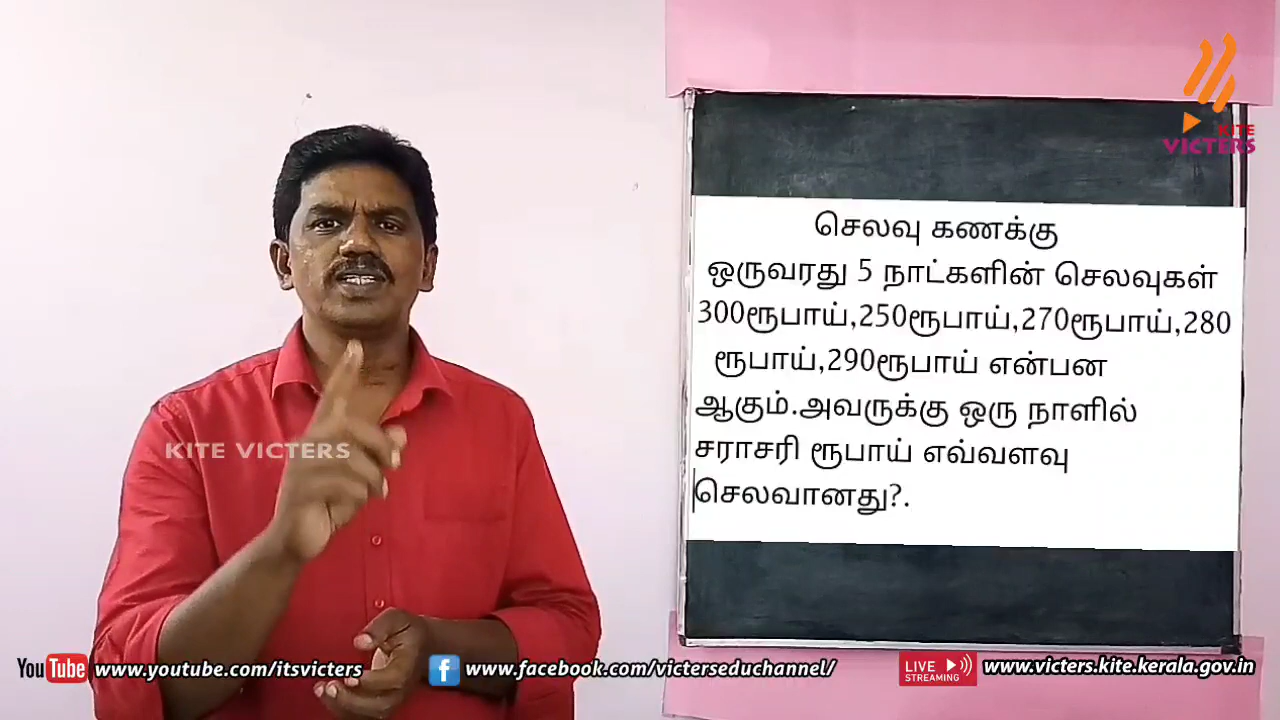 KITE
VICTERS
செலவு கணக்கு
ஒருவரது 5 நாட்களின் செலவுகள்
300ரூபாய்,250ரூபாய்,270ரூபாய்,280
ரூபாய்,290ரூபாய் என்பன
ஆகும்.அவருக்கு ஒரு நாளில்
சராசரி ரூபாய் எவ்வளவு
செலவானது?.
KITE VICTERS
YouTube www.youtube.com/itsvicters
f www.facebook.com/victerseduchannel/
LIVE STREAMING www.victers.kite.kerala.gov.in